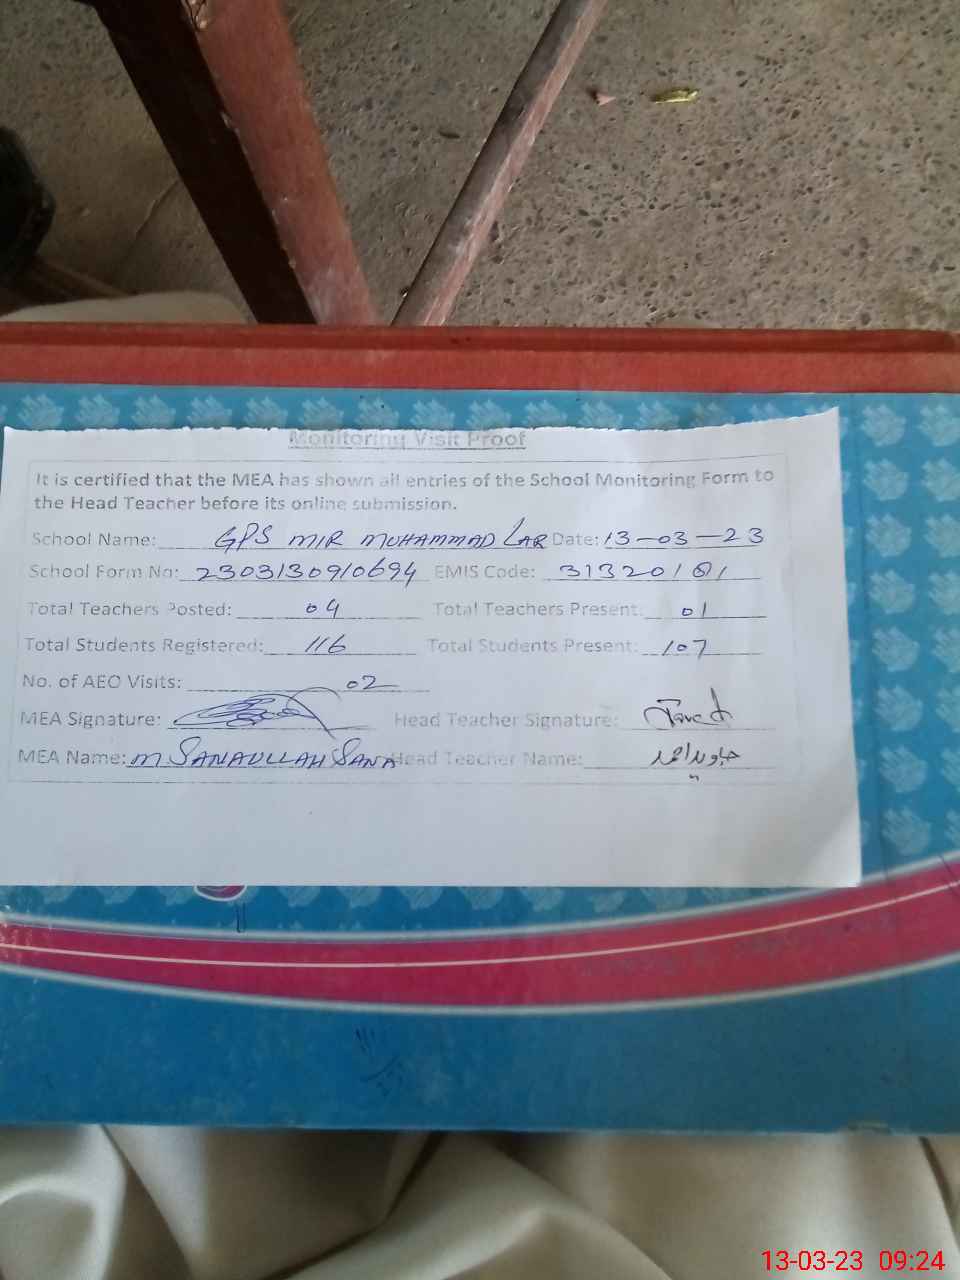 Monitoring Visit Proof
It is certified that the MEA has shown all entries of the School Monitoring Form to
the Head Teacher before its online submission.
School Name: GPS MIR MUHAMMAD LAR Date: 13-03-23
School Form No: 2303130910694 EMIS Code: 31320181
Total Teachers Posted: 04 Total Teachers Present: 01
Total Students Registered: 116 Total Students Present: 107
No. of AEO Visits: 02
MEA Signature: Head Teacher Signature: Javed
MEA Name: M SANAULLAH SANA Head Teacher Name: جاوید احمد
13-03-23 09:24